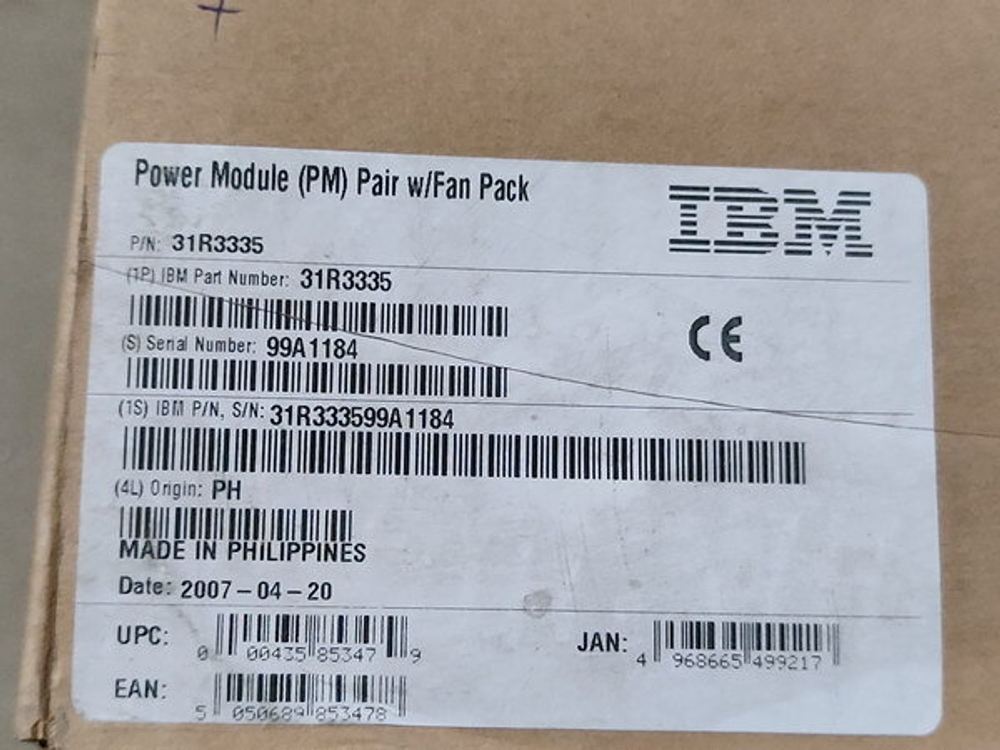 Power Module (PM) Pair w/Fan Pack
IBM
P/N: 31R3335
(1P) IBM Part Number: 31R3335
CE
(S) Serial Number: 99A1184
(1S) IBM P/N, S/N: 31R333599A1184
(4L) Origin: PH
MADE IN PHILIPPINES
Date: 2007-04-20
UPC: 0 00435 85347 9
JAN: 4 968665 499217
EAN: 5 050689 853478